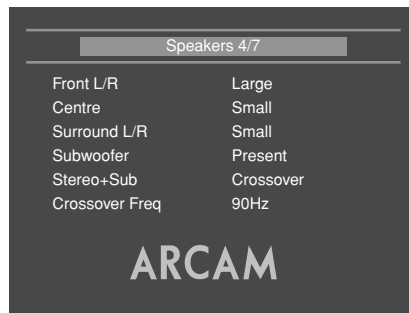 Speakers 4/7
Front L/R Large
Centre Small
Surround L/R Small
Subwoofer Present
Stereo+Sub Crossover
Crossover Freq 90Hz
ARCAM